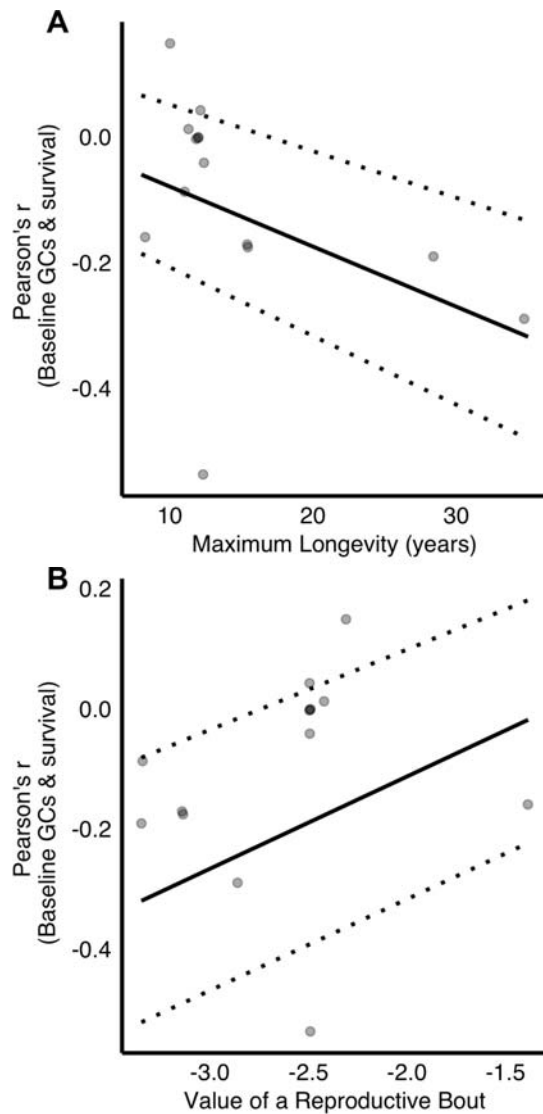 A
0.0
-0.2
-0.4
Pearson's r
(Baseline GCs & survival)
10 20 30
Maximum Longevity (years)
B
0.2
0.0
-0.2
-0.4
Pearson's r
(Baseline GCs & survival)
-3.0 -2.5 -2.0 -1.5
Value of a Reproductive Bout